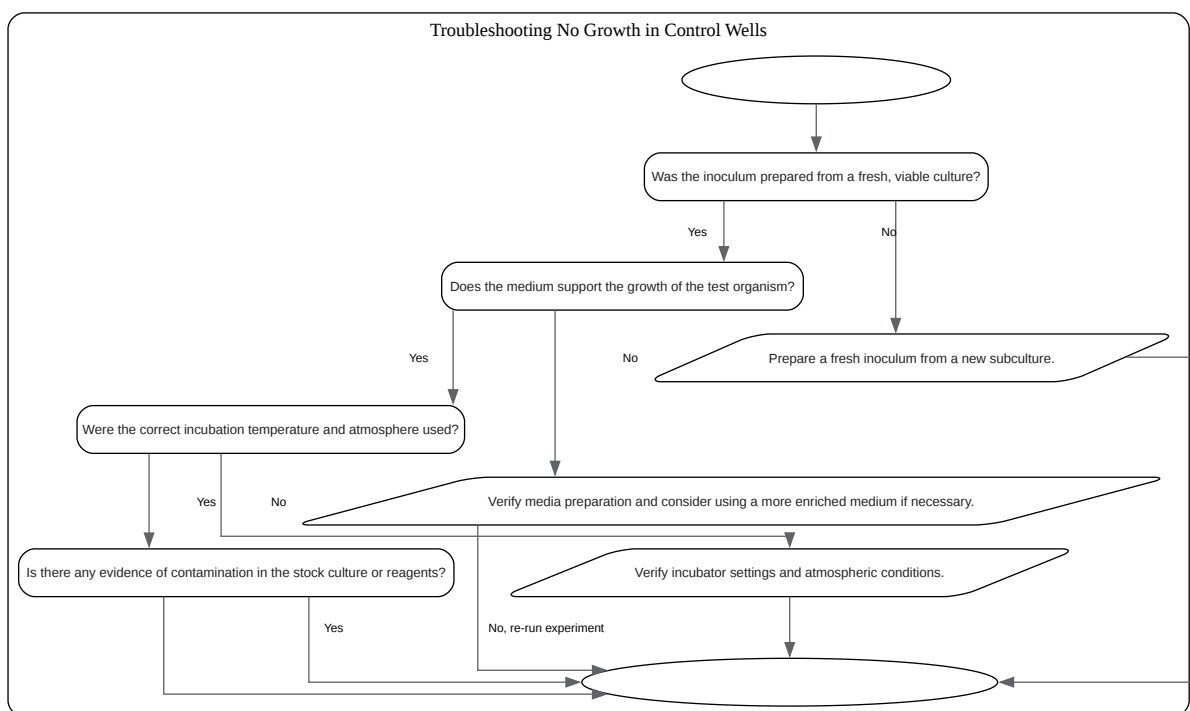 Troubleshooting No Growth in Control Wells
Was the inoculum prepared from a fresh, viable culture?
Yes
No
Does the medium support the growth of the test organism?
Yes
No
Prepare a fresh inoculum from a new subculture.
Were the correct incubation temperature and atmosphere used?
Yes
No
Verify media preparation and consider using a more enriched medium if necessary.
Is there any evidence of contamination in the stock culture or reagents?
Verify incubator settings and atmospheric conditions.
Yes
No, re-run experiment